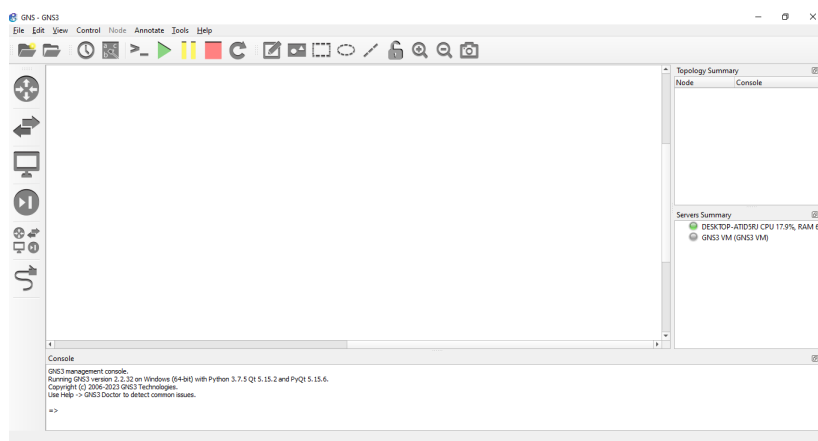 GNS - GNS3
File Edit View Control Node Annotate Tools Help
Topology Summary
Node Console
Servers Summary
DESKTOP-ATID5RJ CPU 17.9%, RAM 6
GNS3 VM (GNS3 VM)
Console
GNS3 management console.
Running GNS3 version 2.2.32 on Windows (64-bit) with Python 3.7.5 Qt 5.15.2 and PyQt 5.15.6.
Copyright (c) 2006-2023 GNS3 Technologies.
Use Help -> GNS3 Doctor to detect common issues.
=>